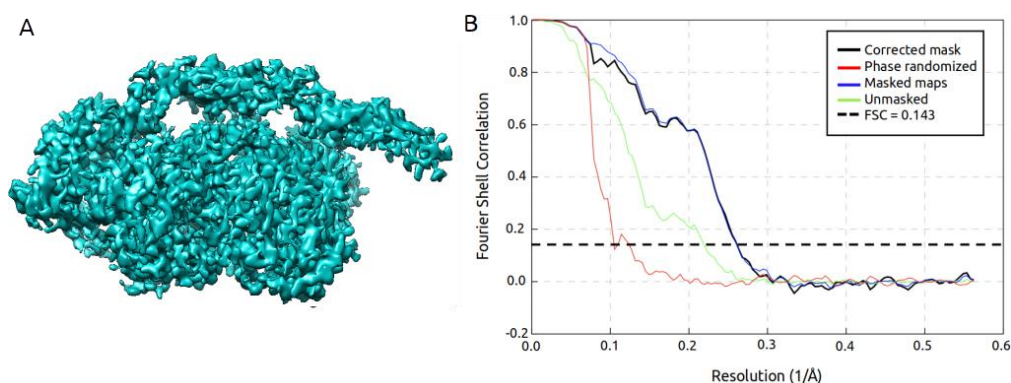 A
B
1.0
0.8
0.6
0.4
0.2
0.0
-0.2
Fourier Shell Correlation
Corrected mask
Phase randomized
Masked maps
Unmasked
FSC = 0.143
0.0 0.1 0.2 0.3 0.4 0.5 0.6
Resolution (1/Å)